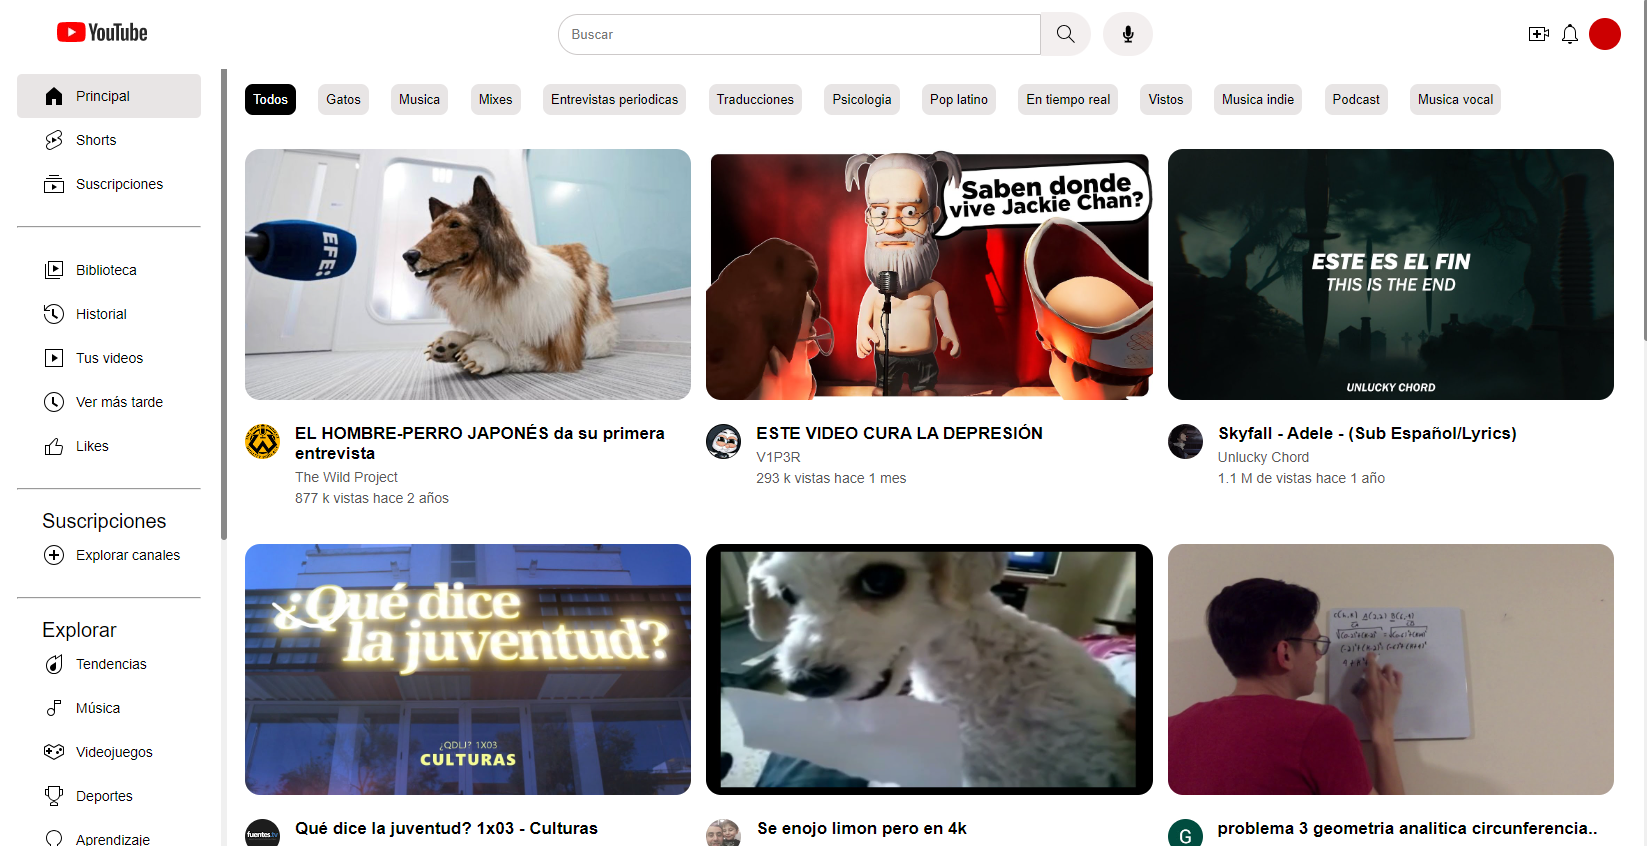 YouTube
Buscar
Principal
Shorts
Suscripciones
Biblioteca
Historial
Tus videos
Ver más tarde
Likes
Suscripciones
Explorar canales
Explorar
Tendencias
Música
Videojuegos
Deportes
Aprendizaje
Todos
Gatos
Musica
Mixes
Entrevistas periodicas
Traducciones
Psicologia
Pop latino
En tiempo real
Vistos
Musica indie
Podcast
Musica vocal
EFE:
Saben donde
vive Jackie Chan?
ESTE ES EL FIN
THIS IS THE END
UNLUCKY CHORD
EL HOMBRE-PERRO JAPONÉS da su primera
entrevista
The Wild Project
877 k vistas hace 2 años
ESTE VIDEO CURA LA DEPRESIÓN
V1P3R
293 k vistas hace 1 mes
Skyfall - Adele - (Sub Español/Lyrics)
Unlucky Chord
1.1 M de vistas hace 1 año
¿Qué dice
la juventud?
¿QDLJ? 1X03
CULTURAS
fuentes.tv
Qué dice la juventud? 1x03 - Culturas
Se enojo limon pero en 4k
G
problema 3 geometria analitica circunferencia..